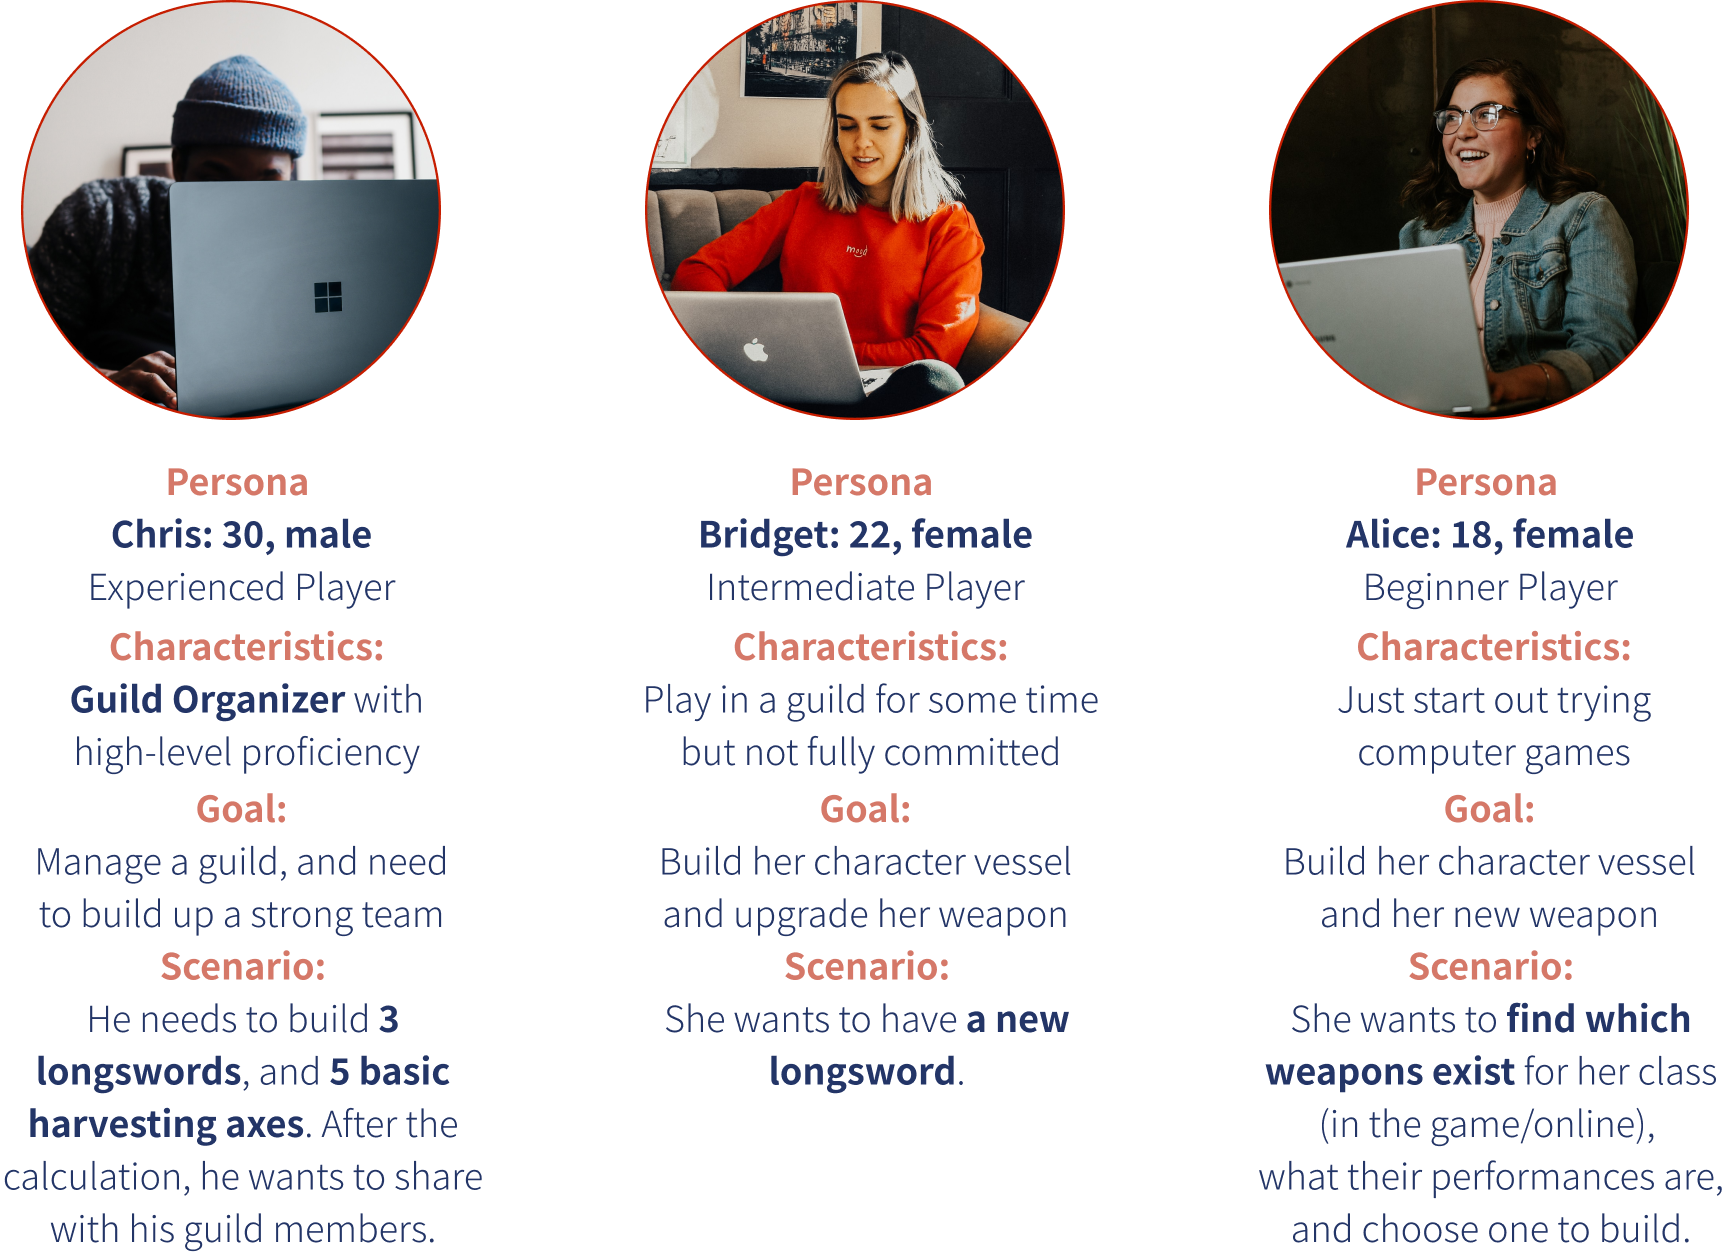 mood
Persona
Chris: 30, male
Experienced Player
Characteristics:
Guild Organizer with
high-level proficiency
Goal:
Manage a guild, and need
to build up a strong team
Scenario:
He needs to build 3
longswords, and 5 basic
harvesting axes. After the
calculation, he wants to share
with his guild members.
Persona
Bridget: 22, female
Intermediate Player
Characteristics:
Play in a guild for some time
but not fully committed
Goal:
Build her character vessel
and upgrade her weapon
Scenario:
She wants to have a new
longsword.
Persona
Alice: 18, female
Beginner Player
Characteristics:
Just start out trying
computer games
Goal:
Build her character vessel
and her new weapon
Scenario:
She wants to find which
weapons exist for her class
(in the game/online),
what their performances are,
and choose one to build.